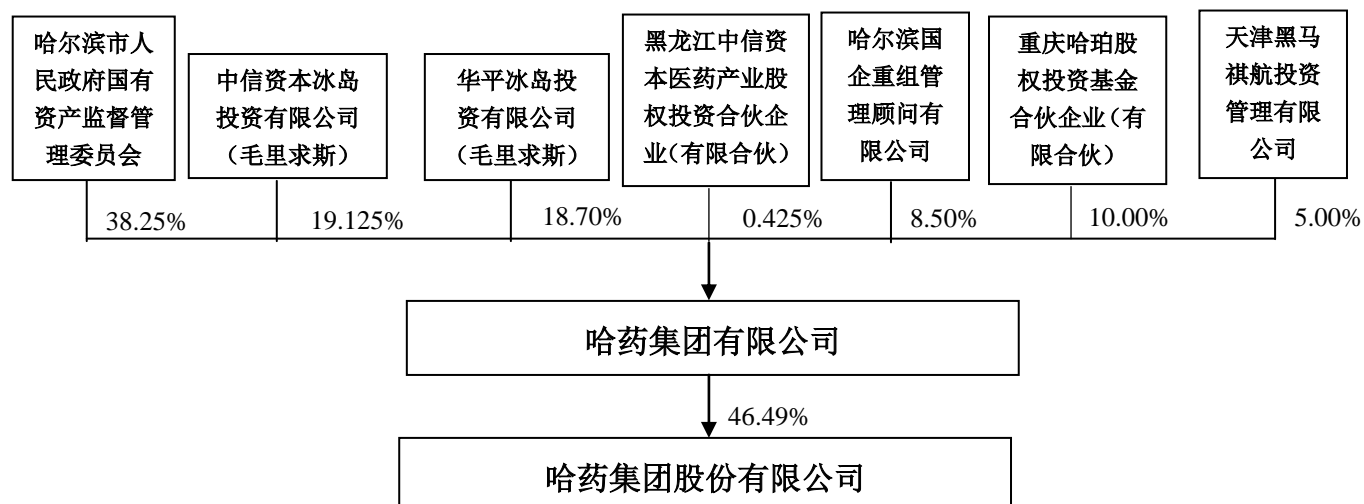 哈尔滨市人
民政府国有
资产监督管
理委员会
中信资本冰岛
投资有限公司
（毛里求斯）
华平冰岛投
资有限公司
（毛里求斯）
黑龙江中信资
本医药产业股
权投资合伙企
业（有限合伙）
哈尔滨国
企重组管
理顾问有
限公司
重庆哈珀股
权投资基金
合伙企业（有
限合伙）
天津黑马
祺航投资
管理有限
公司
38.25%
19.125%
18.70%
0.425%
8.50%
10.00%
5.00%
哈药集团有限公司
46.49%
哈药集团股份有限公司